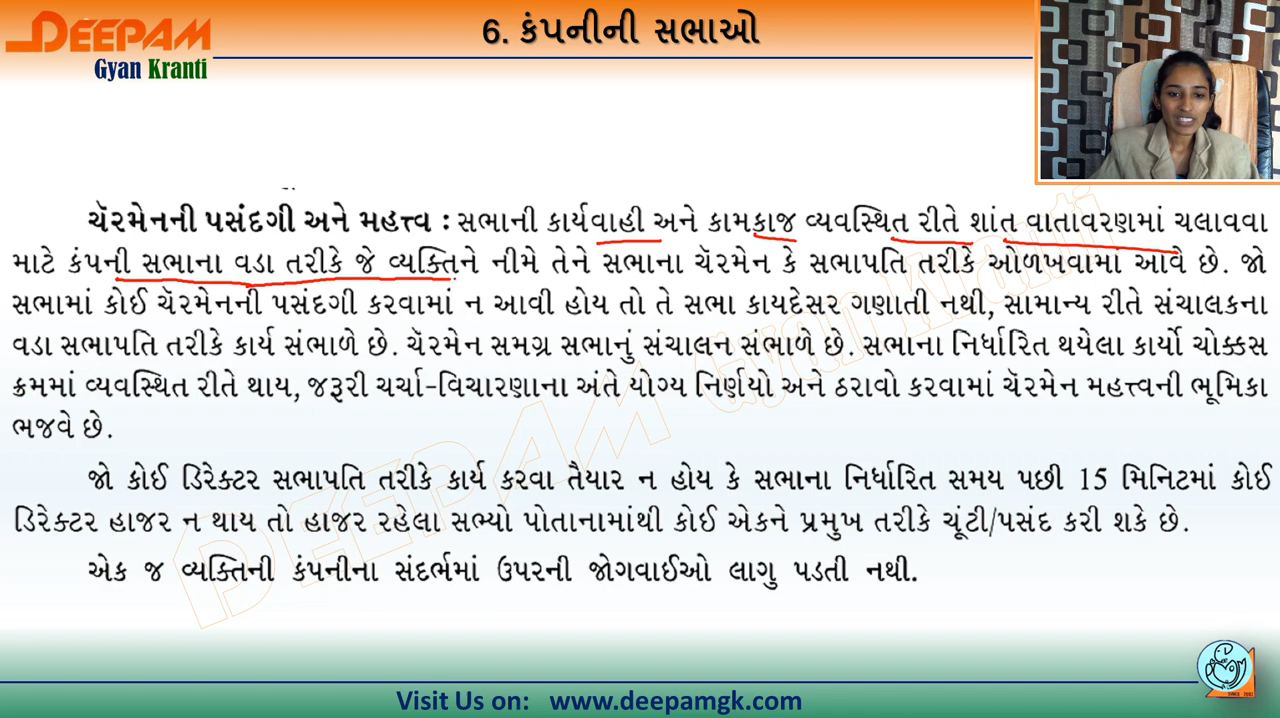 DEEPAM
Gyan Kranti
6. કંપનીની સભાઓ
ચૅરમેનની પસંદગી અને મહત્ત્વ : સભાની કાર્યવાહી અને કામકાજ વ્યવસ્થિત રીતે શાંત વાતાવરણમાં ચલાવવા
માટે કંપની સભાના વડા તરીકે જે વ્યક્તિને નીમે તેને સભાના ચૅરમેન કે સભાપતિ તરીકે ઓળખવામાં આવે છે. જો
સભામાં કોઈ ચૅરમેનની પસંદગી કરવામાં ન આવી હોય તો તે સભા કાયદેસર ગણાતી નથી, સામાન્ય રીતે સંચાલકના
વડા સભાપતિ તરીકે કાર્ય સંભાળે છે. ચૅરમેન સમગ્ર સભાનું સંચાલન સંભાળે છે. સભાના નિર્ધારિત થયેલા કાર્યો ચોક્કસ
ક્રમમાં વ્યવસ્થિત રીતે થાય, જરૂરી ચર્ચા-વિચારણાના અંતે યોગ્ય નિર્ણયો અને ઠરાવો કરવામાં ચૅરમેન મહત્ત્વની ભૂમિકા
ભજવે છે.
જો કોઈ ડિરેક્ટર સભાપતિ તરીકે કાર્ય કરવા તૈયાર ન હોય કે સભાના નિર્ધારિત સમય પછી 15 મિનિટમાં કોઈ
ડિરેક્ટર હાજર ન થાય તો હાજર રહેલા સભ્યો પોતાનામાંથી કોઈ એકને પ્રમુખ તરીકે ચૂંટી/પસંદ કરી શકે છે.
એક જ વ્યક્તિની કંપનીના સંદર્ભમાં ઉપરની જોગવાઈઓ લાગુ પડતી નથી.
DEEPAM Gyan Kranti
Visit Us on: www.deepamgk.com